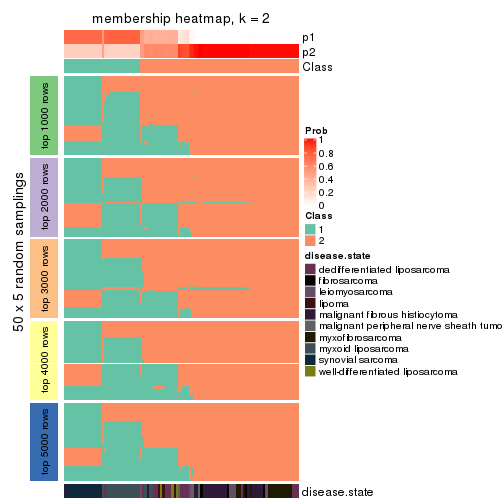 membership heatmap, k = 2
p1
p2
Class
top 1000 rows
top 2000 rows
top 3000 rows
top 4000 rows
top 5000 rows
50 x 5 random samplings
disease.state
Prob
1
0.8
0.6
0.4
0.2
0
Class
1
2
disease.state
dedifferentiated liposarcoma
fibrosarcoma
leiomyosarcoma
lipoma
malignant fibrous histiocytoma
malignant peripheral nerve sheath tumo
myxofibrosarcoma
myxoid liposarcoma
synovial sarcoma
well-differentiated liposarcoma